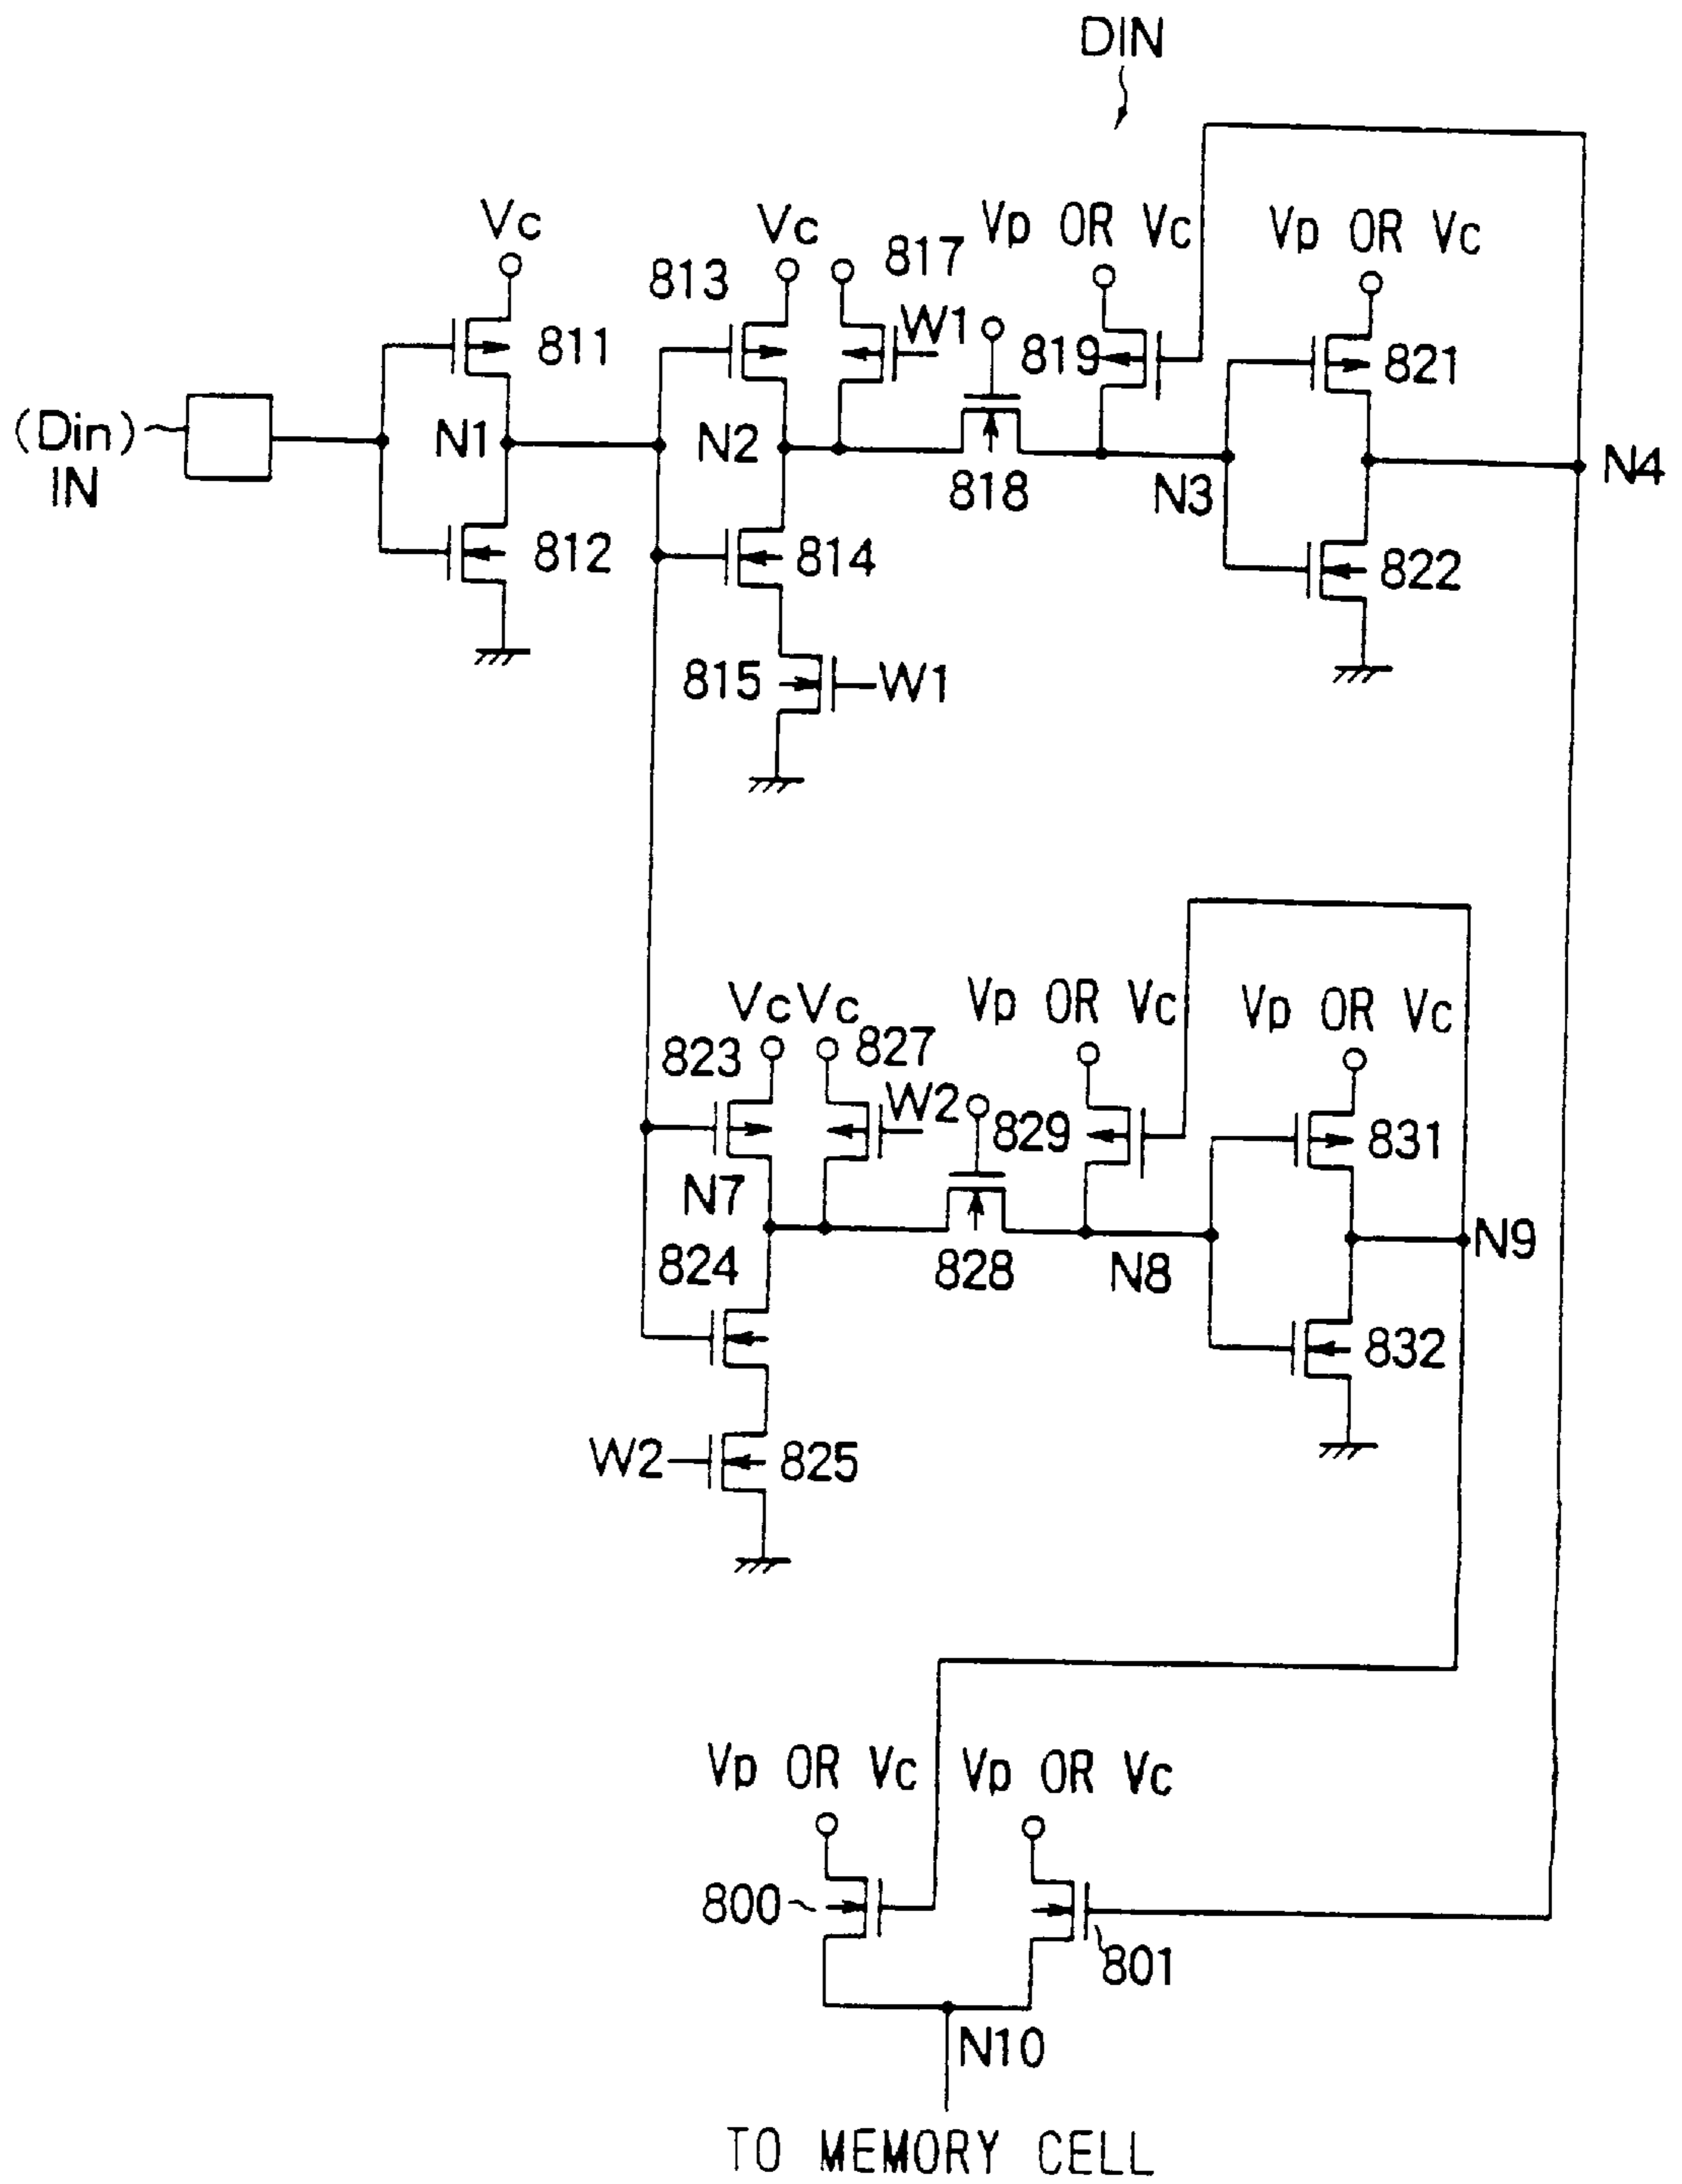 DIN
Vc
Vc
817
Vp OR Vc
Vp OR Vc
813
W1
811
819
821
(Din)
IN
N1
N2
818
N3
N4
812
814
822
815
W1
Vc
Vc
827
Vp OR Vc
Vp OR Vc
823
W2
829
831
N7
824
828
N8
N9
832
W2
825
Vp OR Vc
Vp OR Vc
800
801
N10
TO MEMORY CELL